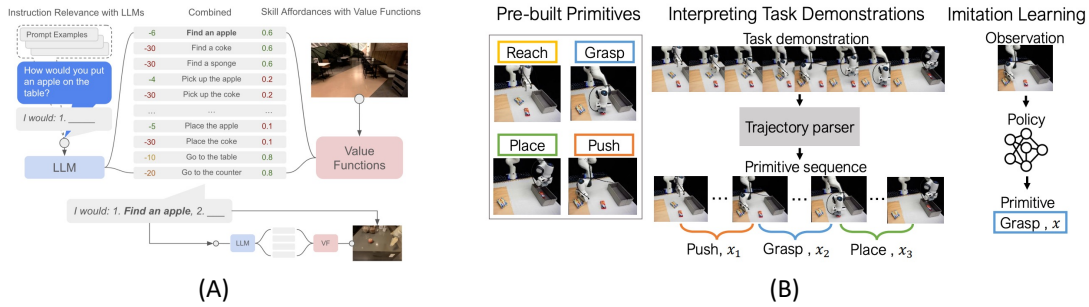 Instruction Relevance with LLMs
Combined
Skill Affordances with Value Functions
Prompt Examples
How would you put
an apple on the
table?
I would: 1. _____
LLM
-6 Find an apple 0.6
-30 Find a coke 0.6
-30 Find a sponge 0.6
-4 Pick up the apple 0.2
-30 Pick up the coke 0.2
... ... ...
-5 Place the apple 0.1
-30 Place the coke 0.1
-10 Go to the table 0.8
-20 Go to the counter 0.8
Value
Functions
I would: 1. Find an apple, 2. ___
LLM
VF
(A)
Pre-built Primitives
Reach
Grasp
Place
Push
Interpreting Task Demonstrations
Task demonstration
Trajectory parser
Primitive sequence
... ... ...
Push, x₁
Grasp , x₂
Place , x₃
Imitation Learning
Observation
Policy
Primitive
Grasp , x
(B)